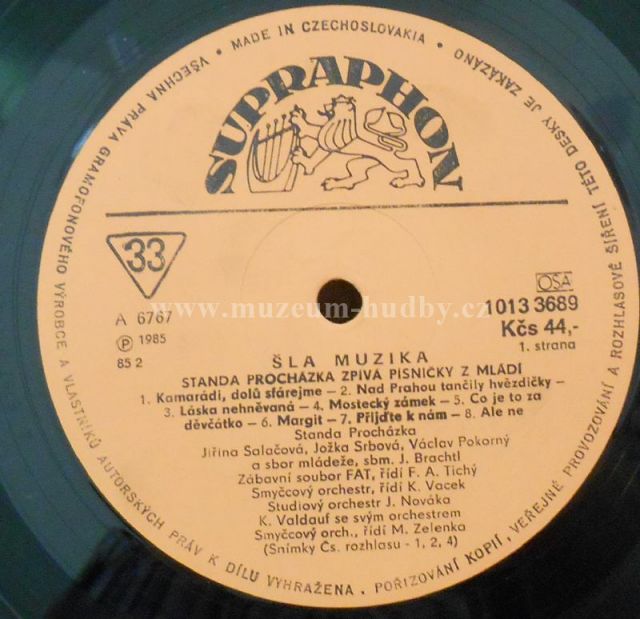 VŠECHNA PRÁVA GRAMOFONOVÉHO VÝROBCE A VLASTNÍKŮ AUTORSKÝCH PRÁV K DÍLU VYHRAŽENA. POŘIZOVÁNÍ KOPIÍ, VEŘEJNÉ PROVOZOVÁNÍ A ROZHLASOVÉ ŠÍŘENÍ TÉTO DESKY JE ZAKÁZÁNO • MADE IN CZECHOSLOVAKIA •
SUPRAPHON
33
OSA
A 6767
www.muzeum-hudby.cz
1013 3689
Ⓟ 1985
Kčs 44,-
85 2
1. strana
ŠLA MUZIKA
STANDA PROCHÁZKA ZPÍVÁ PÍSNIČKY Z MLÁDÍ
1. Kamarádi, dolů sfárejme – 2. Nad Prahou tančily hvězdičky –
3. Láska nehněvaná – 4. Mostecký zámek – 5. Co je to za
děvčátko – 6. Margit – 7. Přijďte k nám – 8. Ale ne
Standa Procházka
Jiřina Salačová, Jožka Srbová, Václav Pokorný
a sbor mládeže, sbm. J. Brachtl
Zábavní soubor FAT, řídí F. A. Tichý
Smyčcový orchestr, řídí K. Vacek
Studiový orchestr J. Nováka
K. Valdauf se svým orchestrem
Smyčcový orch., řídí M. Zelenka
(Snímky Čs. rozhlasu - 1, 2, 4)